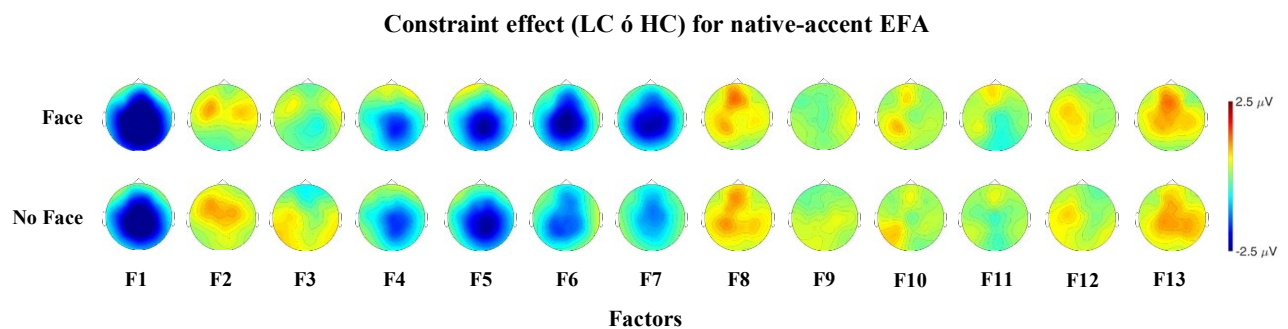 Constraint effect (LC ó HC) for native-accent EFA
Face
2.5 µV
No Face
-2.5 µV
F1 F2 F3 F4 F5 F6 F7 F8 F9 F10 F11 F12 F13
Factors